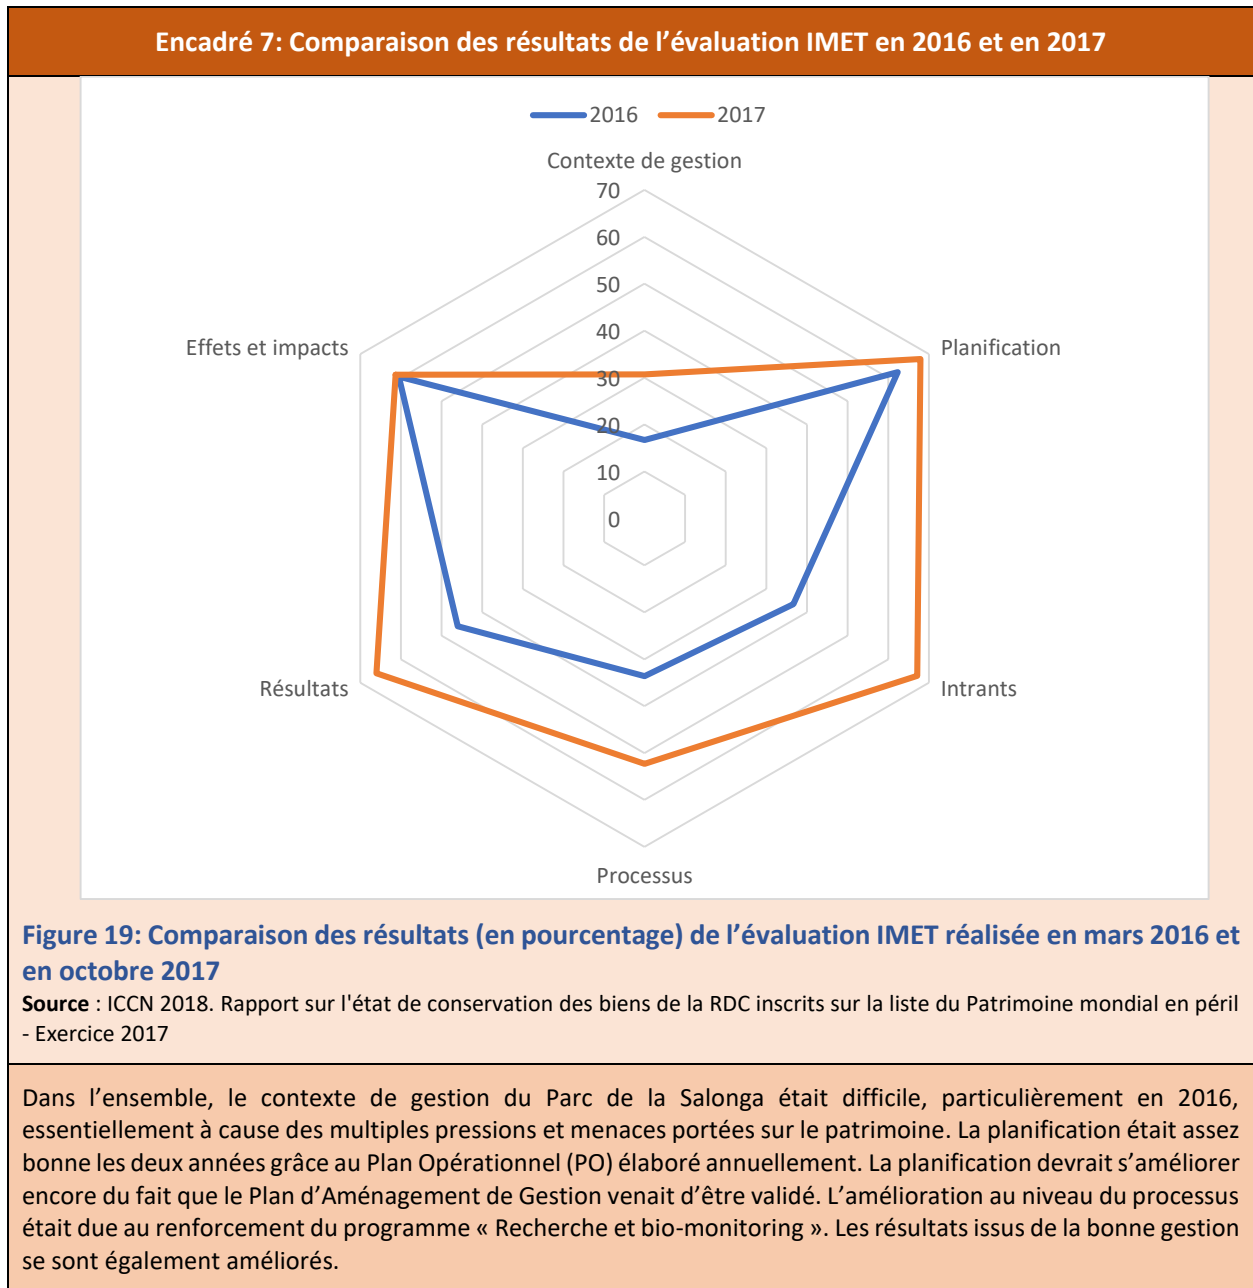 Encadré 7: Comparaison des résultats de l’évaluation IMET en 2016 et en 2017
2016 2017
Contexte de gestion
70
60
50
40
30
20
10
0
Effets et impacts
Planification
Résultats
Intrants
Processus
Figure 19: Comparaison des résultats (en pourcentage) de l’évaluation IMET réalisée en mars 2016 et
en octobre 2017
Source : ICCN 2018. Rapport sur l'état de conservation des biens de la RDC inscrits sur la liste du Patrimoine mondial en péril
- Exercice 2017
Dans l’ensemble, le contexte de gestion du Parc de la Salonga était difficile, particulièrement en 2016,
essentiellement à cause des multiples pressions et menaces portées sur le patrimoine. La planification était assez
bonne les deux années grâce au Plan Opérationnel (PO) élaboré annuellement. La planification devrait s’améliorer
encore du fait que le Plan d’Aménagement de Gestion venait d’être validé. L’amélioration au niveau du processus
était due au renforcement du programme « Recherche et bio-monitoring ». Les résultats issus de la bonne gestion
se sont également améliorés.